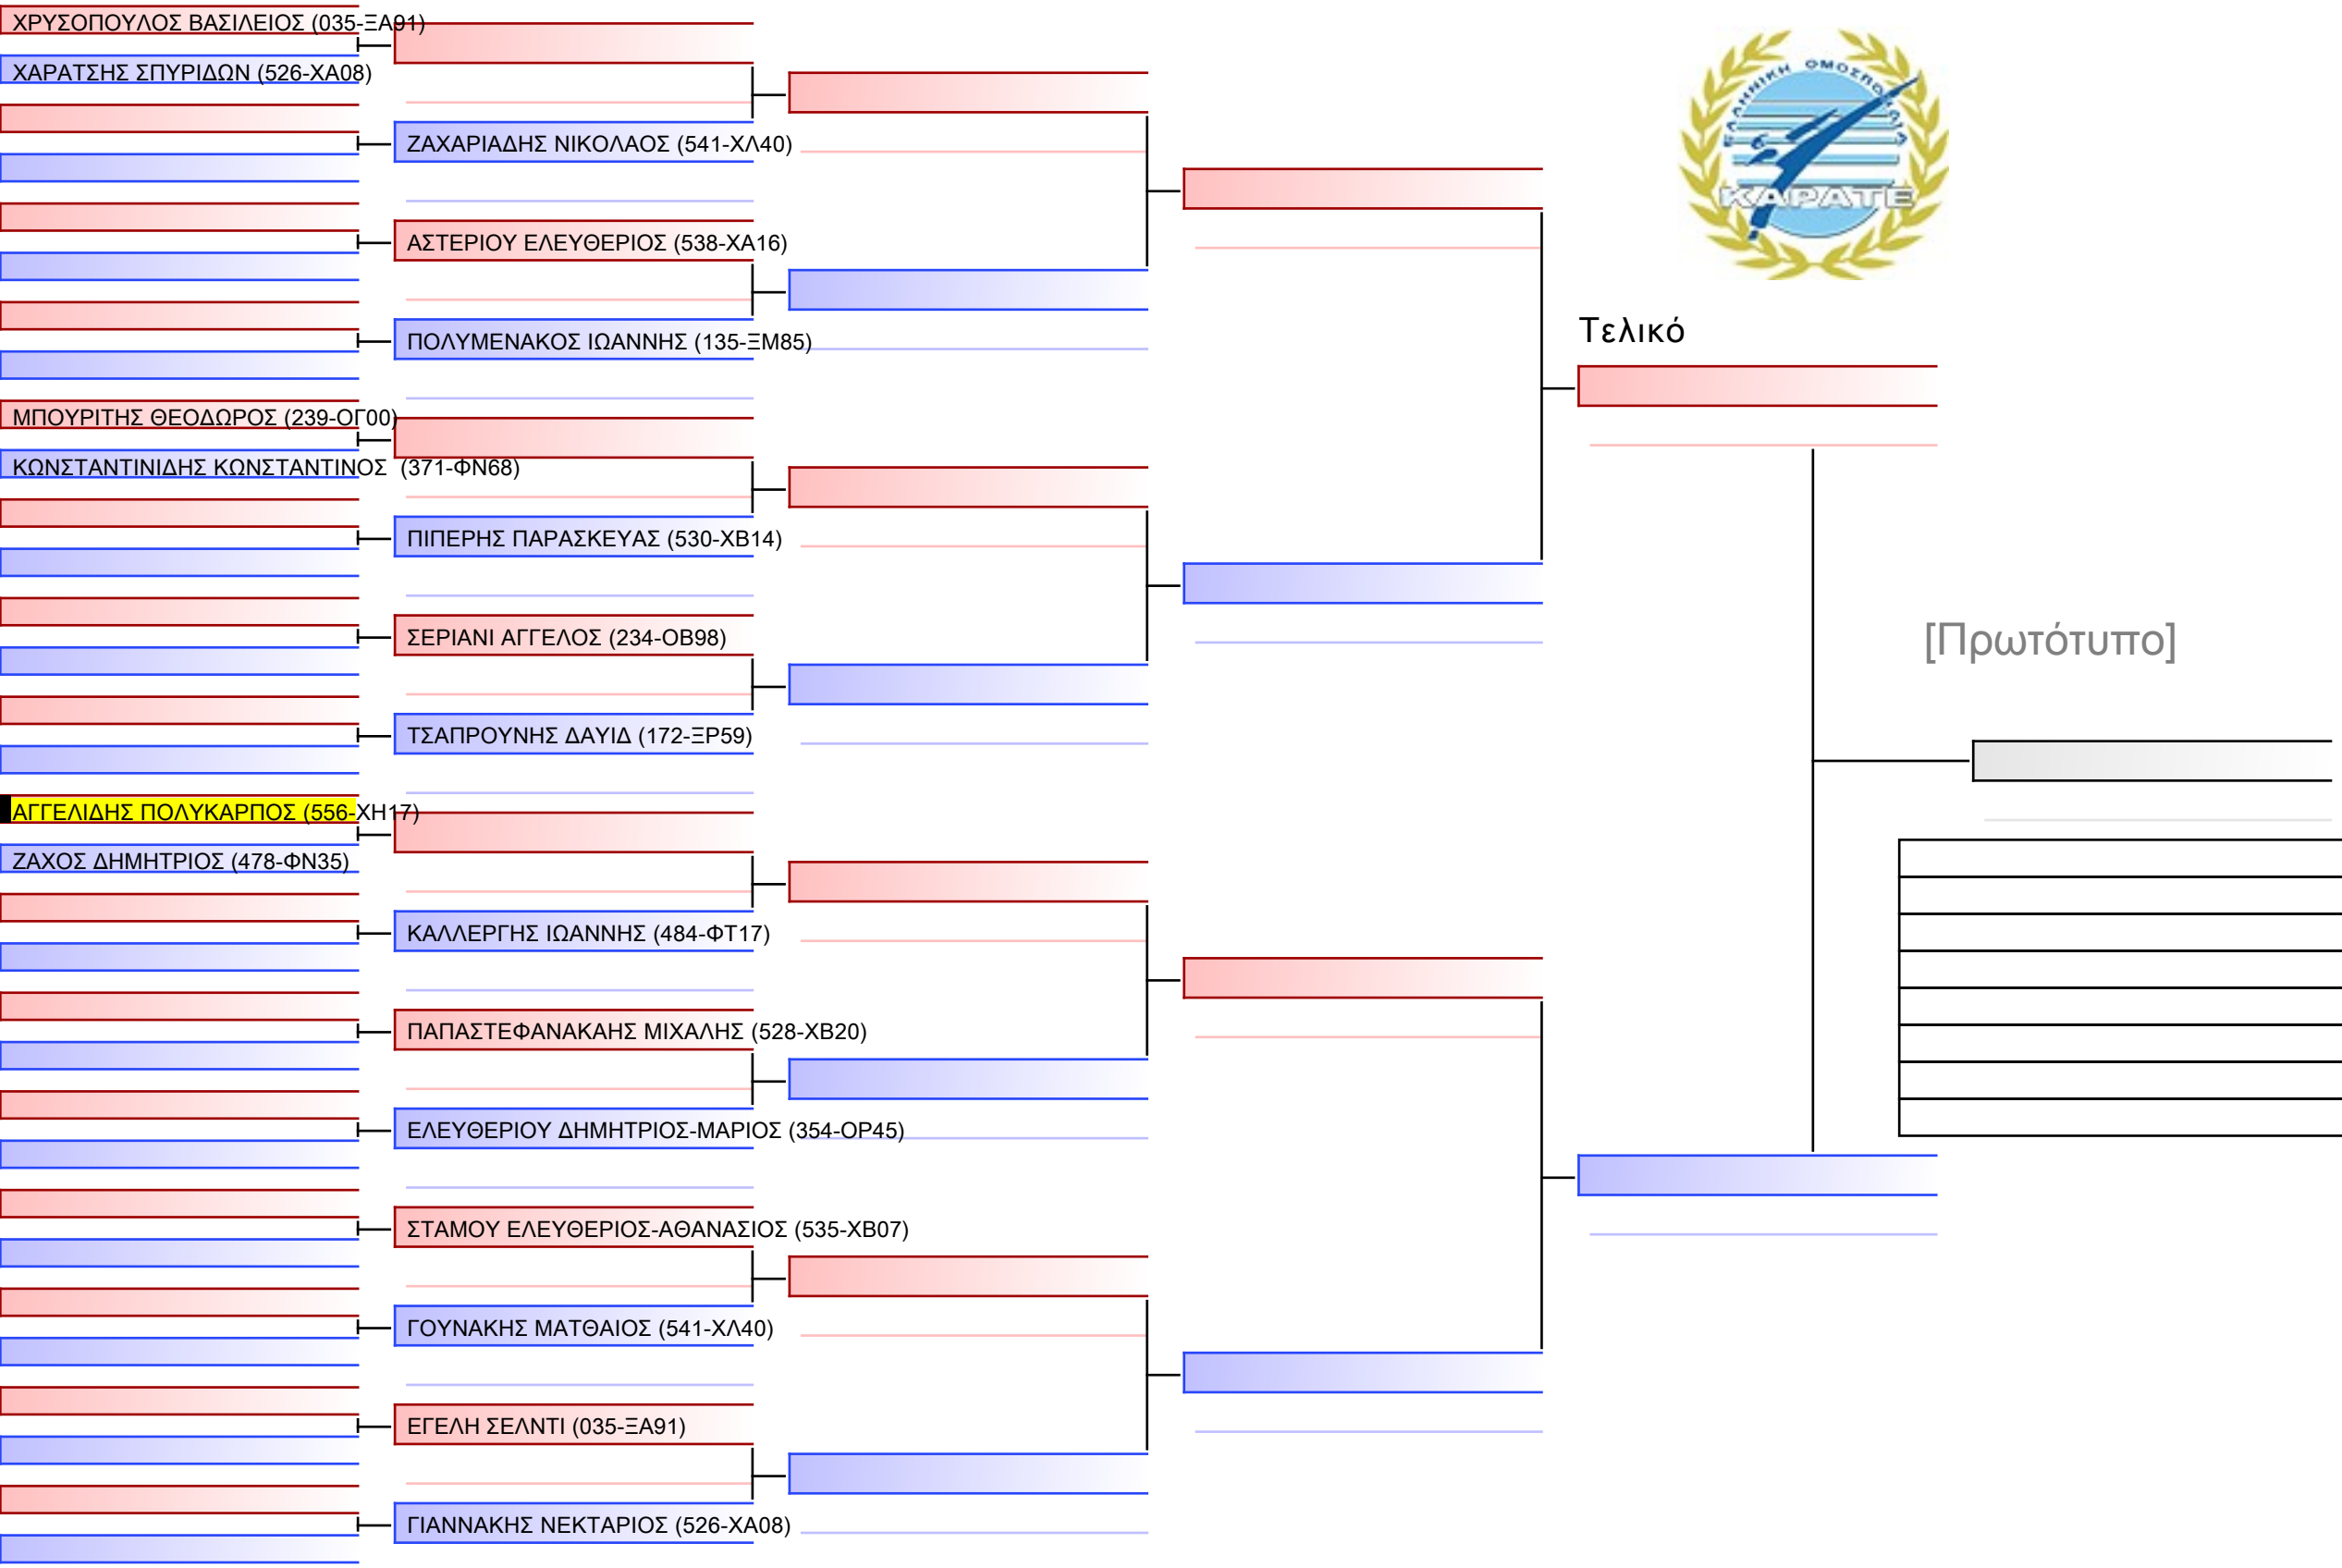 ΧΡΥΣΟΠΟΥΛΟΣ ΒΑΣΙΛΕΙΟΣ (035-ΞΑ91)
ΧΑΡΑΤΣΗΣ ΣΠΥΡΙΔΩΝ (526-ΧΑ08)
ΖΑΧΑΡΙΑΔΗΣ ΝΙΚΟΛΑΟΣ (541-ΧΛ40)
ΑΣΤΕΡΙΟΥ ΕΛΕΥΘΕΡΙΟΣ (538-ΧΑ16)
ΠΟΛΥΜΕΝΑΚΟΣ ΙΩΑΝΝΗΣ (135-ΞΜ85)
ΜΠΟΥΡΙΤΗΣ ΘΕΟΔΩΡΟΣ (239-ΟΓ00)
ΚΩΝΣΤΑΝΤΙΝΙΔΗΣ ΚΩΝΣΤΑΝΤΙΝΟΣ (371-ΦΝ68)
ΠΙΠΕΡΗΣ ΠΑΡΑΣΚΕΥΑΣ (530-ΧΒ14)
ΣΕΡΙΑΝΙ ΑΓΓΕΛΟΣ (234-ΟΒ98)
ΤΣΑΠΡΟΥΝΗΣ ΔΑΥΙΔ (172-ΞΡ59)
ΑΓΓΕΛΙΔΗΣ ΠΟΛΥΚΑΡΠΟΣ (556-ΧΗ17)
ΖΑΧΟΣ ΔΗΜΗΤΡΙΟΣ (478-ΦΝ35)
ΚΑΛΛΕΡΓΗΣ ΙΩΑΝΝΗΣ (484-ΦΤ17)
ΠΑΠΑΣΤΕΦΑΝΑΚΑΗΣ ΜΙΧΑΛΗΣ (528-ΧΒ20)
ΕΛΕΥΘΕΡΙΟΥ ΔΗΜΗΤΡΙΟΣ-ΜΑΡΙΟΣ (354-ΟΡ45)
ΣΤΑΜΟΥ ΕΛΕΥΘΕΡΙΟΣ-ΑΘΑΝΑΣΙΟΣ (535-ΧΒ07)
ΓΟΥΝΑΚΗΣ ΜΑΤΘΑΙΟΣ (541-ΧΛ40)
ΕΓΕΛΗ ΣΕΛΝΤΙ (035-ΞΑ91)
ΓΙΑΝΝΑΚΗΣ ΝΕΚΤΑΡΙΟΣ (526-ΧΑ08)
ΕΛΛΗΝΙΚΗ ΟΜΟΣΠΟΝΔΙΑ
ΚΑΡΑΤΕ
Τελικό
[Πρωτότυπο]